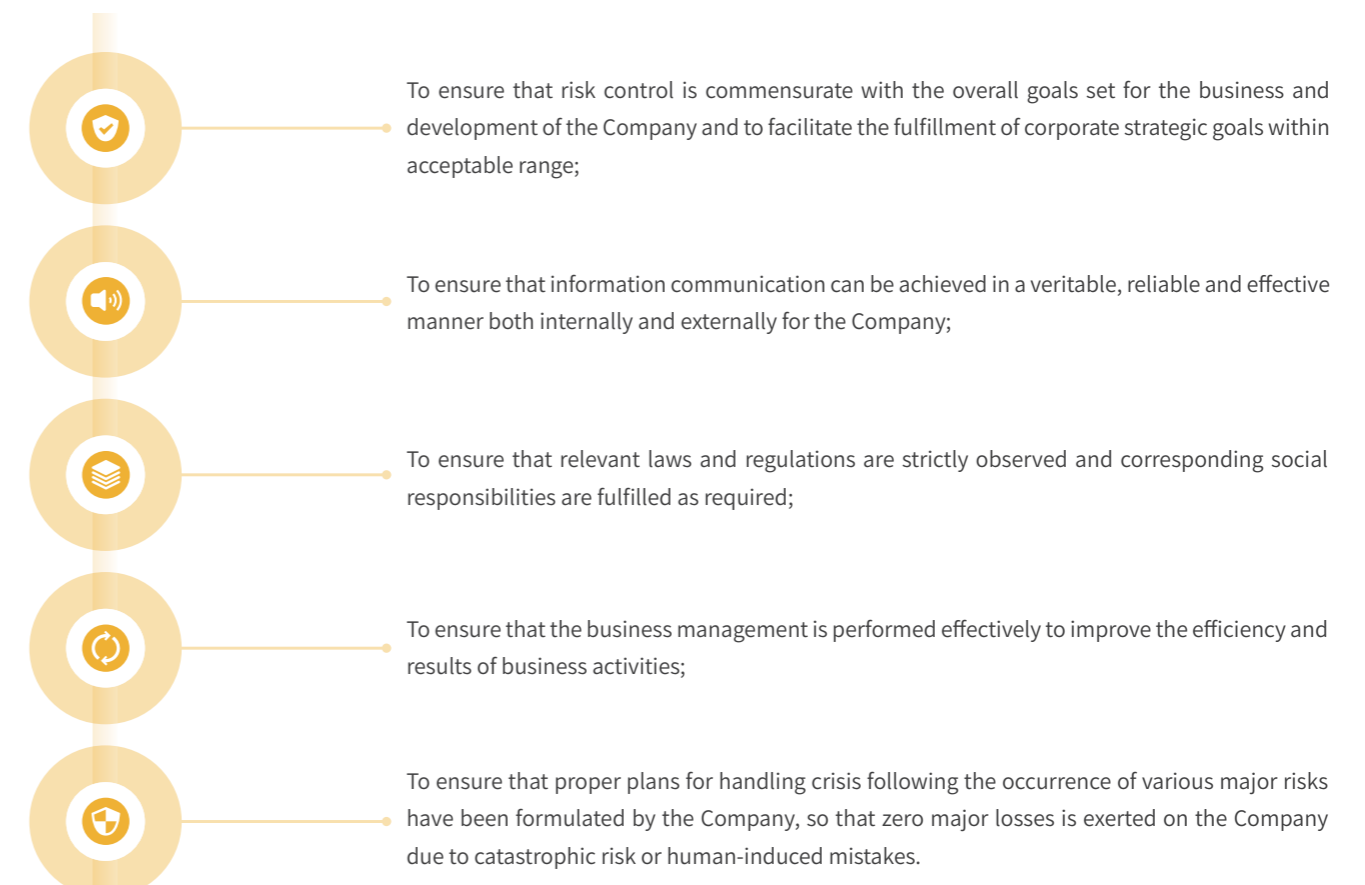 To ensure that risk control is commensurate with the overall goals set for the business and
development of the Company and to facilitate the fulfillment of corporate strategic goals within
acceptable range;
To ensure that information communication can be achieved in a veritable, reliable and effective
manner both internally and externally for the Company;
To ensure that relevant laws and regulations are strictly observed and corresponding social
responsibilities are fulfilled as required;
To ensure that the business management is performed effectively to improve the efficiency and
results of business activities;
To ensure that proper plans for handling crisis following the occurrence of various major risks
have been formulated by the Company, so that zero major losses is exerted on the Company
due to catastrophic risk or human-induced mistakes.